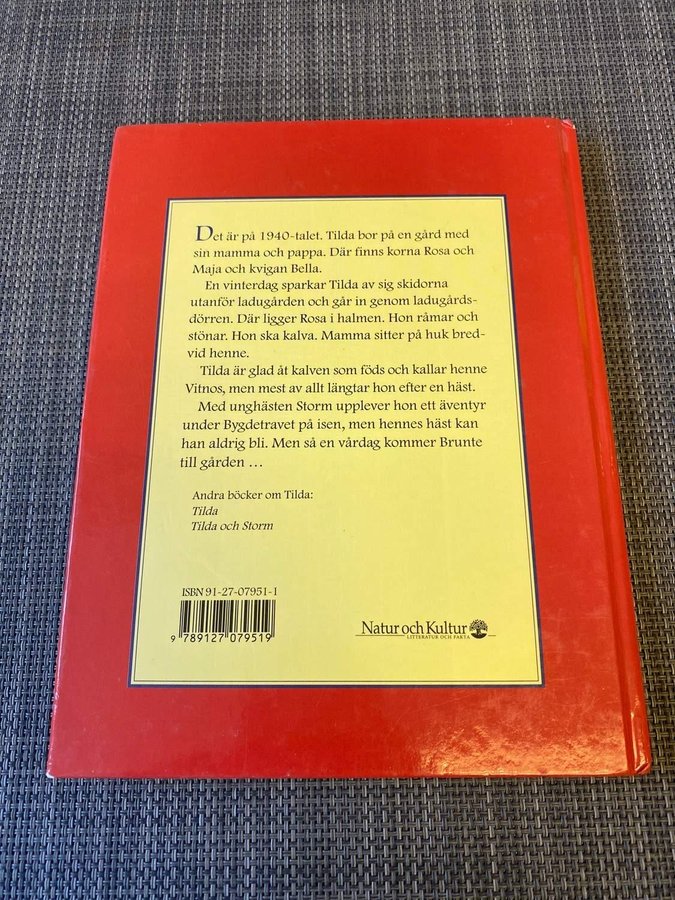 Det är på 1940-talet. Tilda bor på en gård med
sin mamma och pappa. Där finns korna Rosa och
Maja och kvigan Bella.
En vinterdag sparkar Tilda av sig skidorna
utanför ladugården och går in genom ladugårds-
dörren. Där ligger Rosa i halmen. Hon råmar och
stönar. Hon ska kalva. Mamma sitter på huk bred-
vid henne.
Tilda är glad åt kalven som föds och kallar henne
Vitnos, men mest av allt längtar hon efter en häst.
Med unghästen Storm upplever hon ett äventyr
under Bygdetravet på isen, men hennes häst kan
han aldrig bli. Men så en vårdag kommer Brunte
till gården …
Andra böcker om Tilda:
Tilda
Tilda och Storm
ISBN 91-27-07951-1
9 789127 079519
Natur och Kultur
LITTERATUR OCH FAKTA